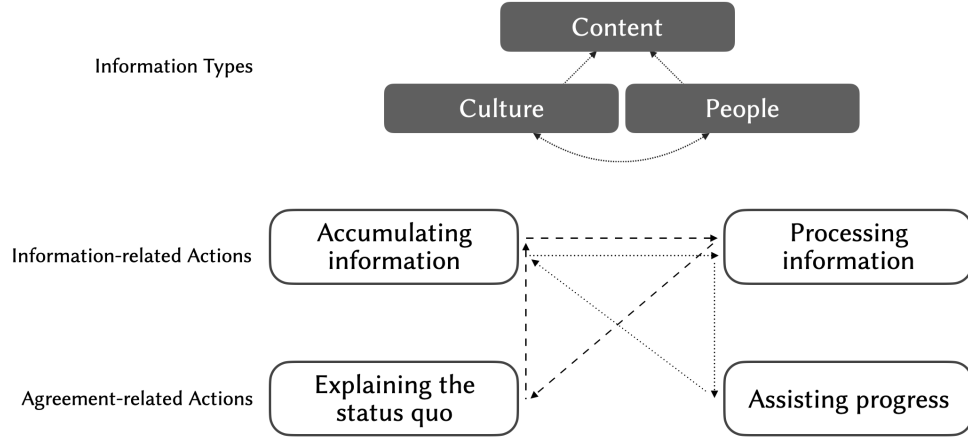 Content
Information Types
Culture
People
Accumulating
information
Processing
information
Information-related Actions
Explaining the
status quo
Assisting progress
Agreement-related Actions